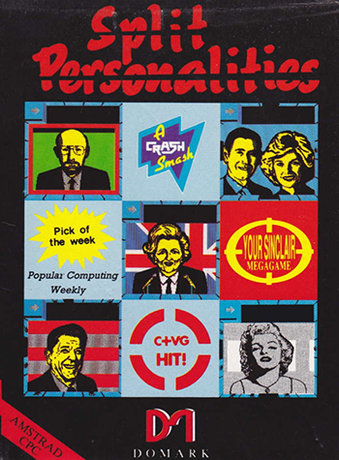 Split
Personalities
A
CRASH
Smash
Pick of
the week
Popular Computing
Weekly
YOUR SINCLAIR
MEGAGAME
C+VG
HIT!
AMSTRAD
CPC
DOMARK